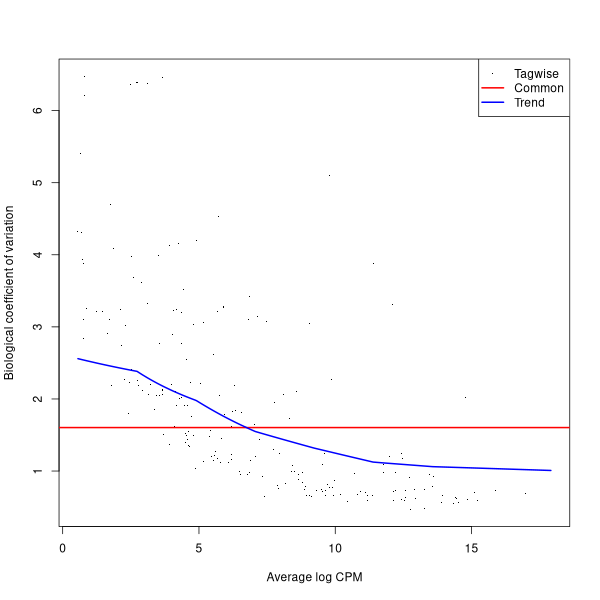 Tagwise
Common
Trend
Biological coefficient of variation
6
5
4
3
2
1
0
5
10
15
Average log CPM